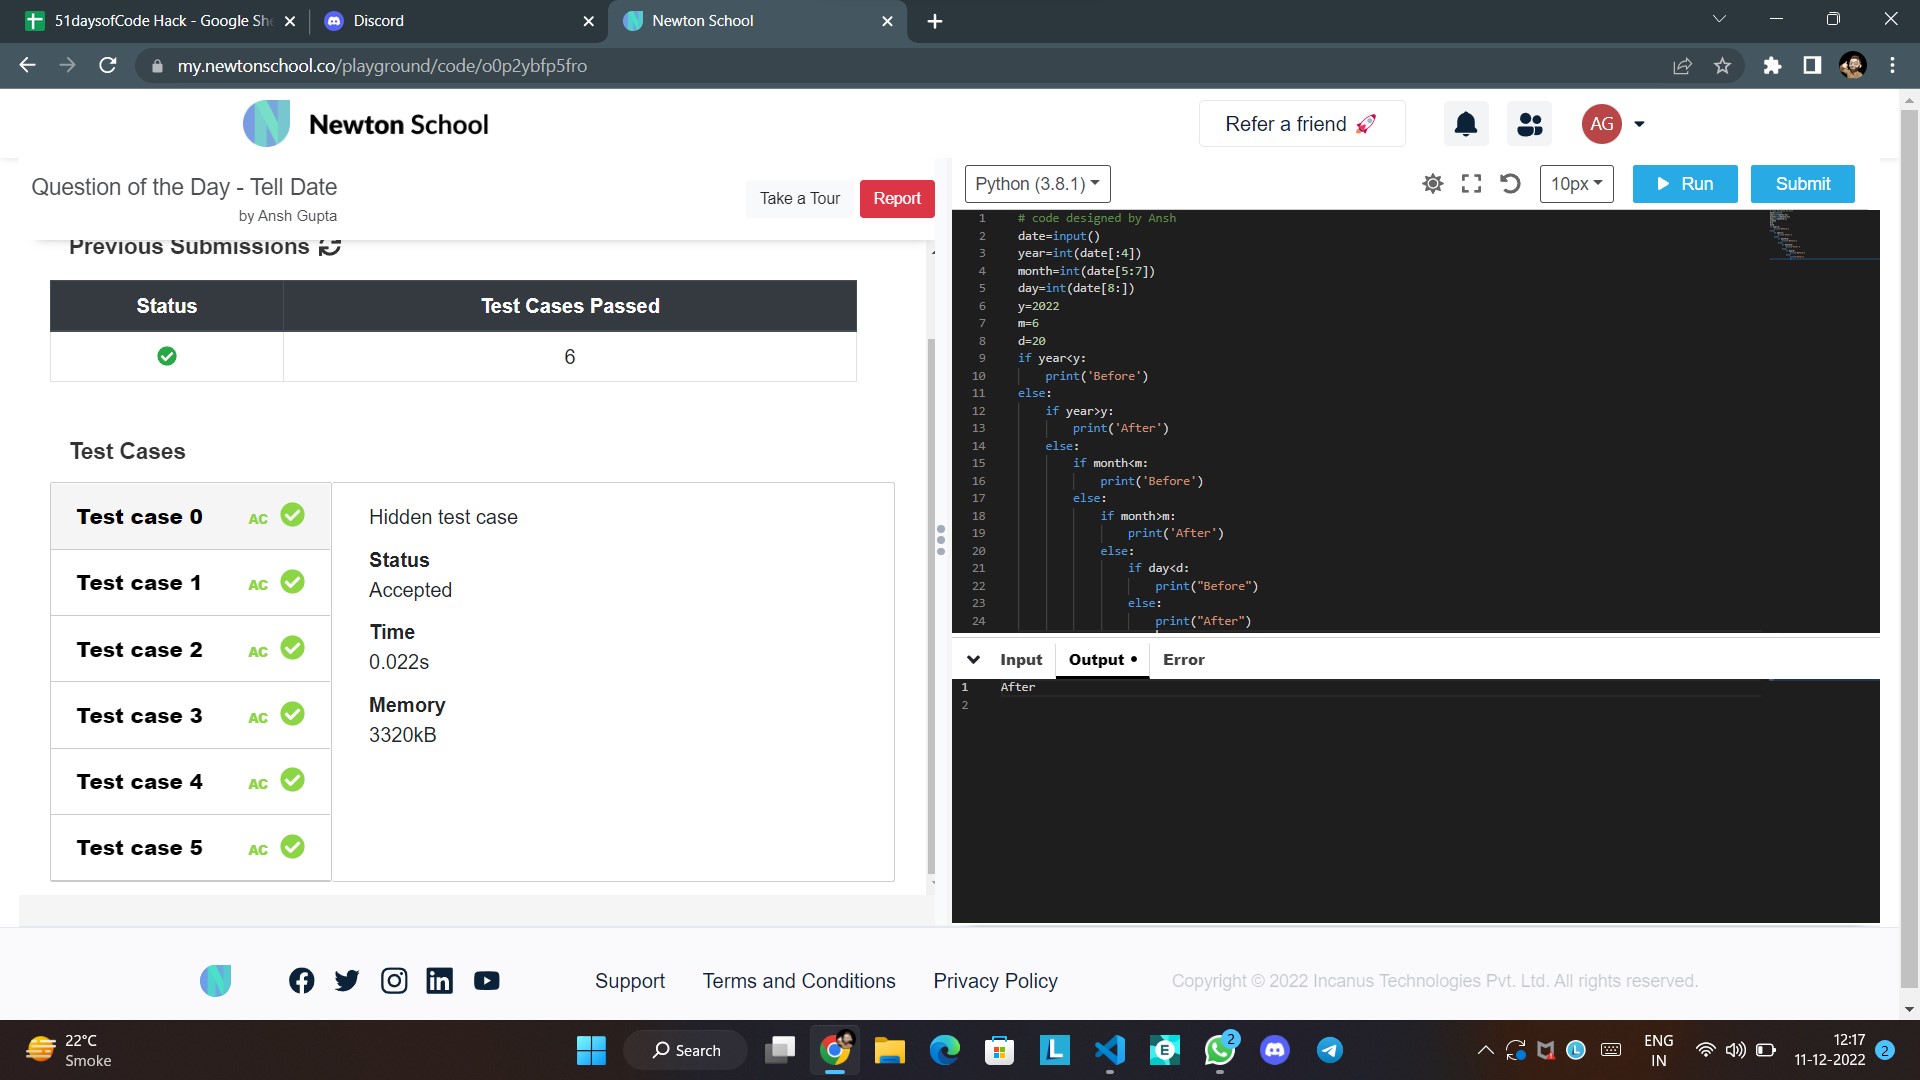 51daysofCode Hack - Google She
Discord
Newton School
my.newtonschool.co/playground/code/o0p2ybfp5fro
Newton School
Refer a friend 🚀
AG
Question of the Day - Tell Date
by Ansh Gupta
Take a Tour
Report
Previous Submissions
Status
Test Cases Passed
6
Test Cases
Test case 0 AC
Test case 1 AC
Test case 2 AC
Test case 3 AC
Test case 4 AC
Test case 5 AC
Hidden test case
Status
Accepted
Time
0.022s
Memory
3320kB
Python (3.8.1)
10px
Run
Submit
1 # code designed by Ansh
2 date=input()
3 year=int(date[:4])
4 month=int(date[5:7])
5 day=int(date[8:])
6 y=2022
7 m=6
8 d=20
9 if year<y:
10 print('Before')
11 else:
12 if year>y:
13 print('After')
14 else:
15 if month<m:
16 print('Before')
17 else:
18 if month>m:
19 print('After')
20 else:
21 if day<d:
22 print("Before")
23 else:
24 print("After")
Input
Output •
Error
1 After
2
Support
Terms and Conditions
Privacy Policy
Copyright © 2022 Incanus Technologies Pvt. Ltd. All rights reserved.
22°C
Smoke
Search
2
ENG
IN
12:17
11-12-2022
2